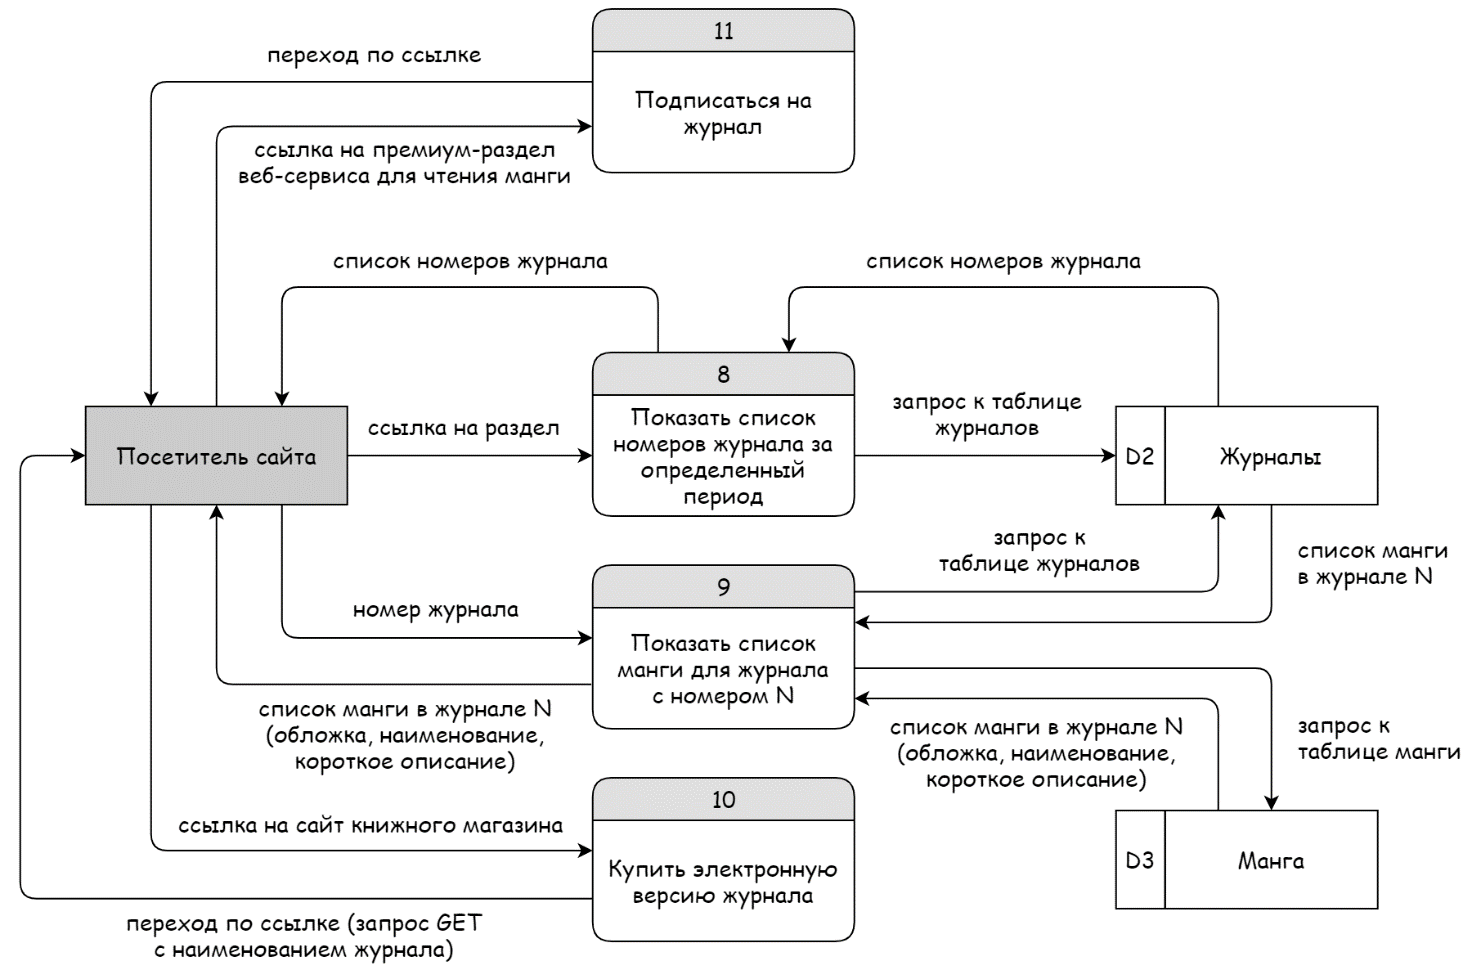 11
переход по ссылке
Подписаться на
журнал
ссылка на премиум-раздел
веб-сервиса для чтения манги
список номеров журнала
список номеров журнала
8
Показать список
номеров журнала за
определенный
период
запрос к таблице
журналов
ссылка на раздел
Посетитель сайта
D2
Журналы
запрос к
таблице журналов
список манги
в журнале N
9
Показать список
манги для журнала
с номером N
номер журнала
список манги в журнале N
(обложка, наименование,
короткое описание)
список манги в журнале N
(обложка, наименование,
короткое описание)
запрос к
таблице манги
10
Купить электронную
версию журнала
ссылка на сайт книжного магазина
D3
Манга
переход по ссылке (запрос GET
с наименованием журнала)